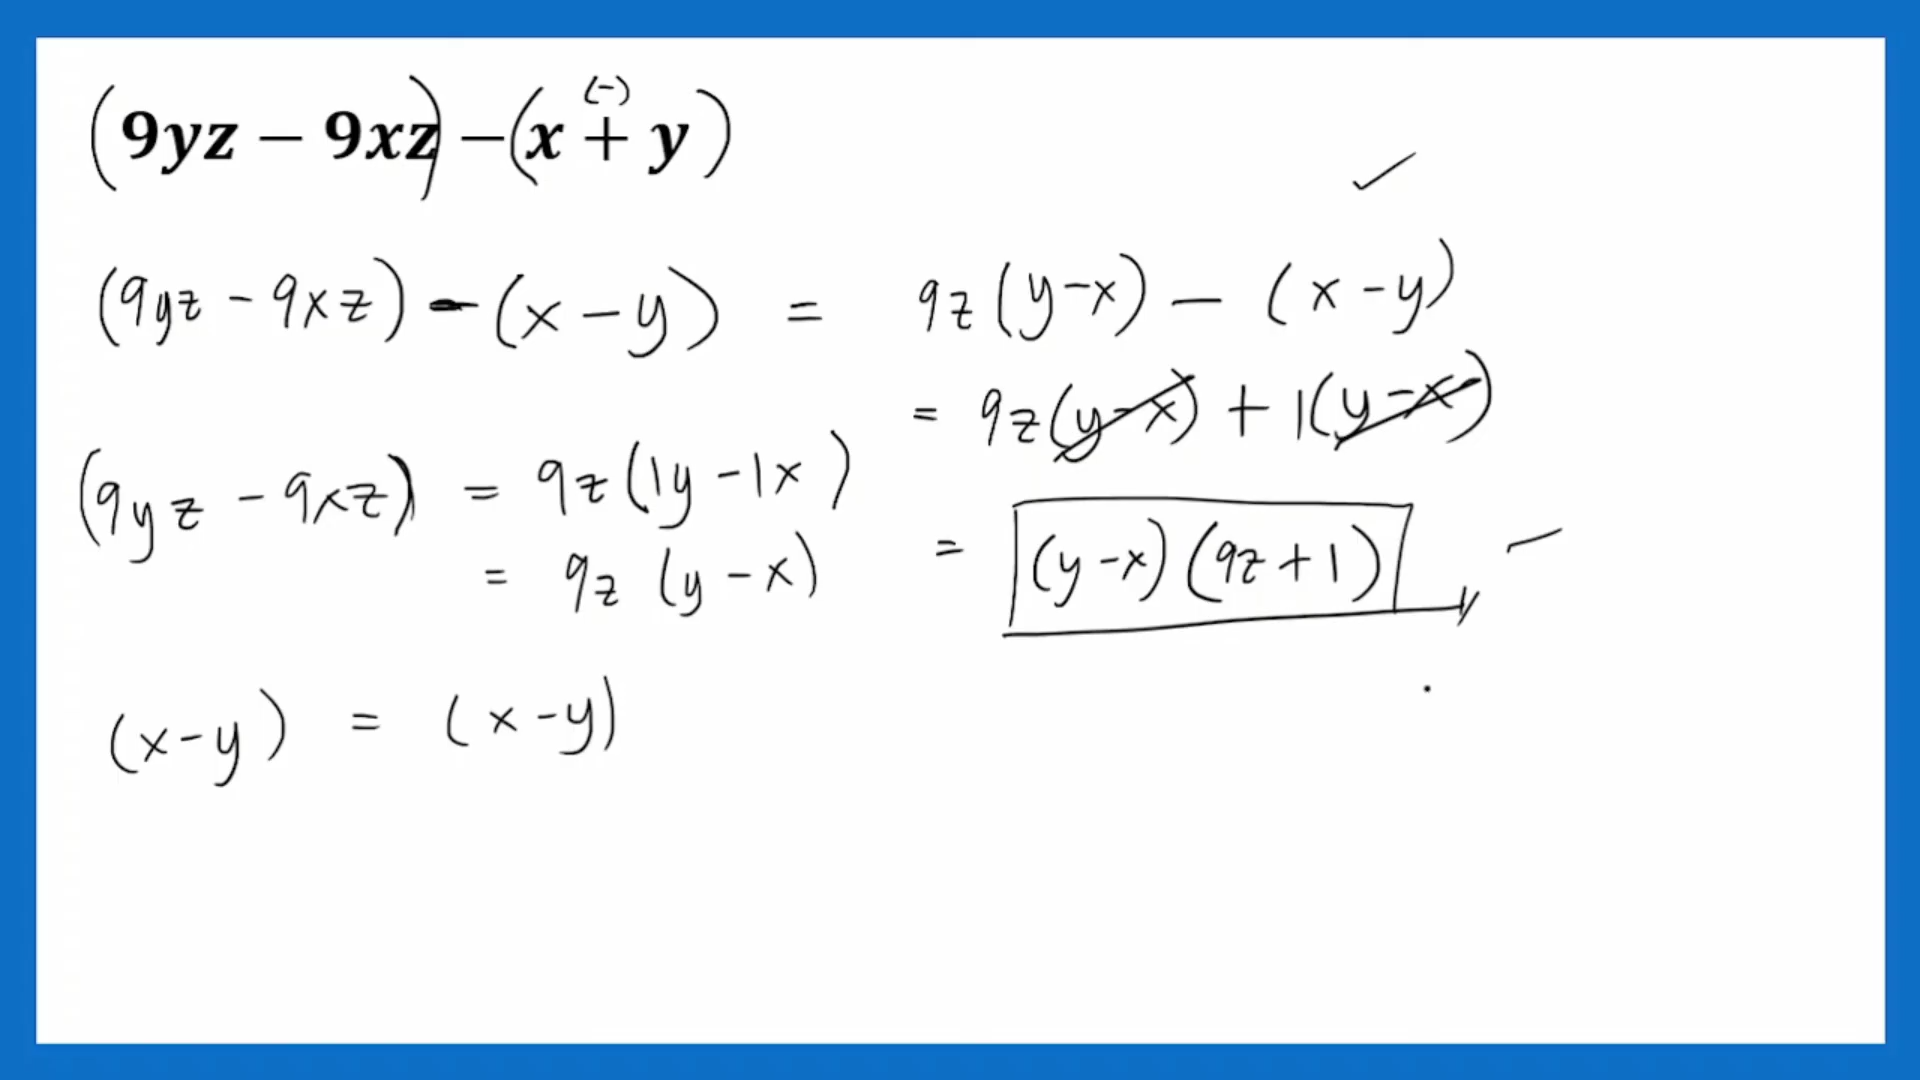 (9yz − 9xz) − (x + y)
(−)
(9yz - 9xz) - (x - y) = 9z(y-x) - (x-y)
= 9z(y-x) + 1(y-x)
(9yz - 9xz) = 9z(1y - 1x)
= 9z(y - x)
= (y-x)(9z+1)
(x-y) = (x-y)